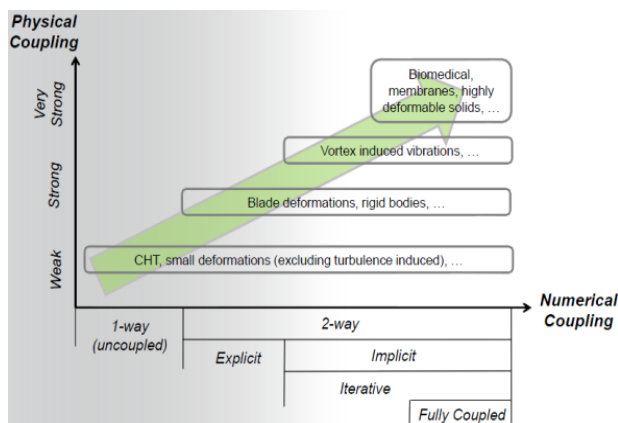 Physical
Coupling
Very
Strong
Biomedical,
membranes, highly
deformable solids, ...
Vortex induced vibrations, ...
Strong
Blade deformations, rigid bodies, ...
Weak
CHT, small deformations (excluding turbulence induced), ...
Numerical
Coupling
1-way
(uncoupled)
2-way
Explicit
Implicit
Iterative
Fully Coupled